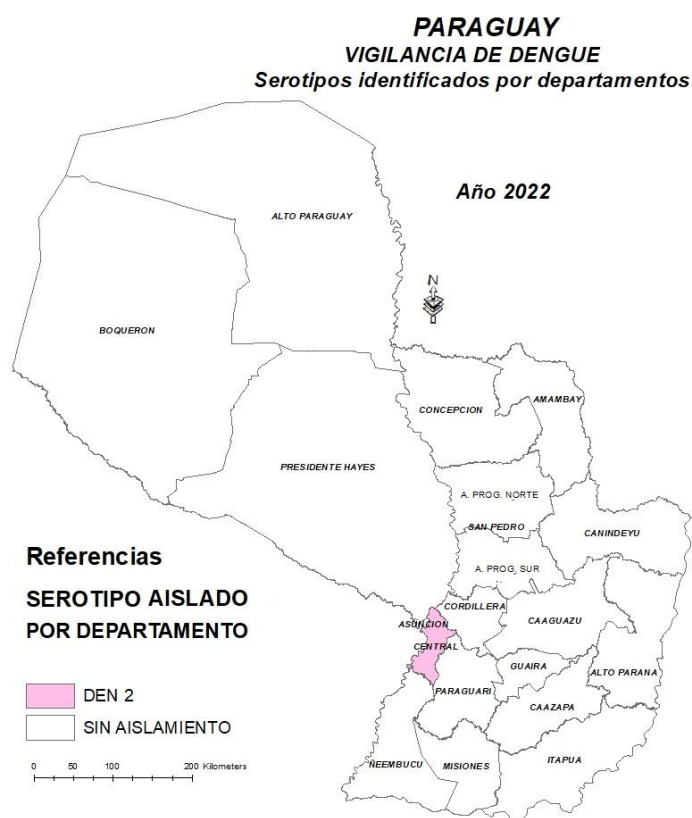 PARAGUAY
VIGILANCIA DE DENGUE
Serotipos identificados por departamentos
Año 2022
ALTO PARAGUAY
N
BOQUERON
CONCEPCION
AMAMBAY
PRESIDENTE HAYES
A. PROG. NORTE
SAN PEDRO
CANINDEYU
A. PROG. SUR
CORDILLERA
ASUNCION
CAAGUAZU
CENTRAL
GUAIRA
ALTO PARANA
PARAGUARI
CAAZAPA
ÑEEMBUCU
MISIONES
ITAPUA
Referencias
SEROTIPO AISLADO
POR DEPARTAMENTO
DEN 2
SIN AISLAMIENTO
0 50 100 200 Kilometers